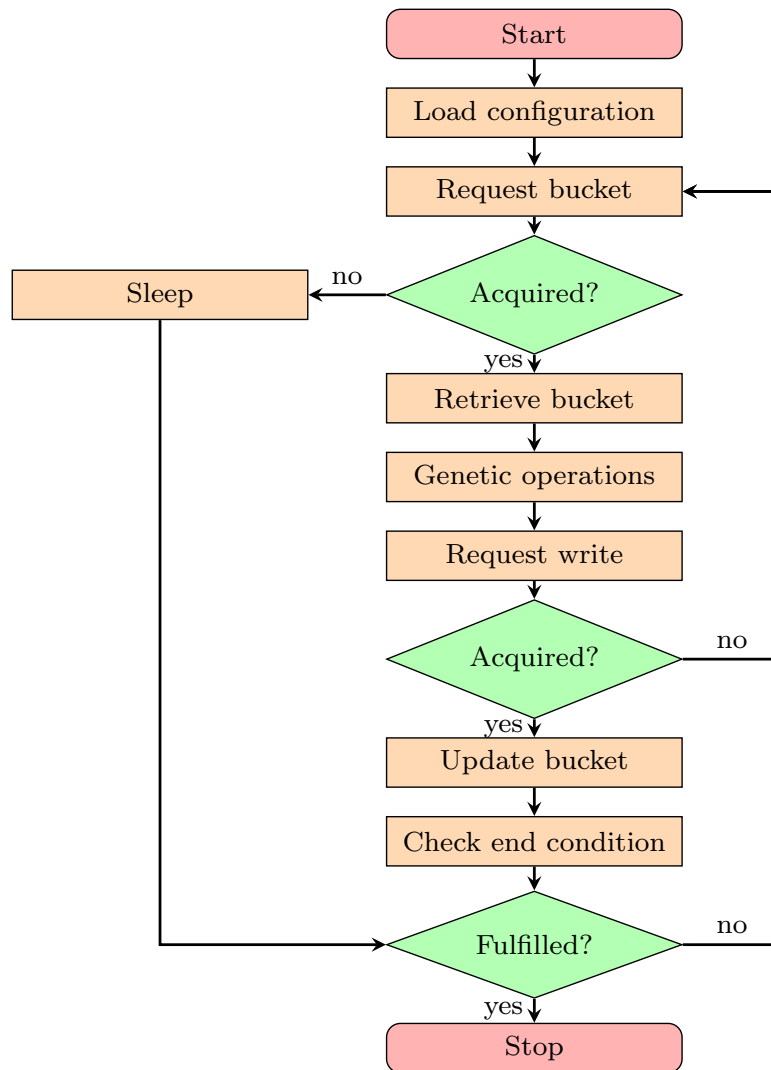 Start
Load configuration
Request bucket
Acquired?
no
Sleep
yes
Retrieve bucket
Genetic operations
Request write
Acquired?
no
yes
Update bucket
Check end condition
Fulfilled?
no
yes
Stop